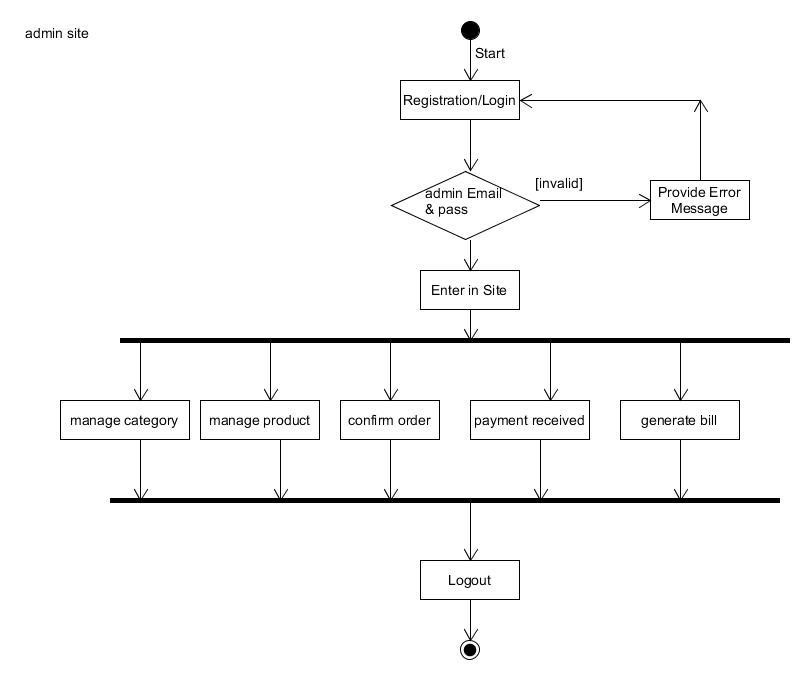 admin site
Start
Registration/Login
admin Email
& pass
[invalid]
Provide Error
Message
Enter in Site
manage category
manage product
confirm order
payment received
generate bill
Logout